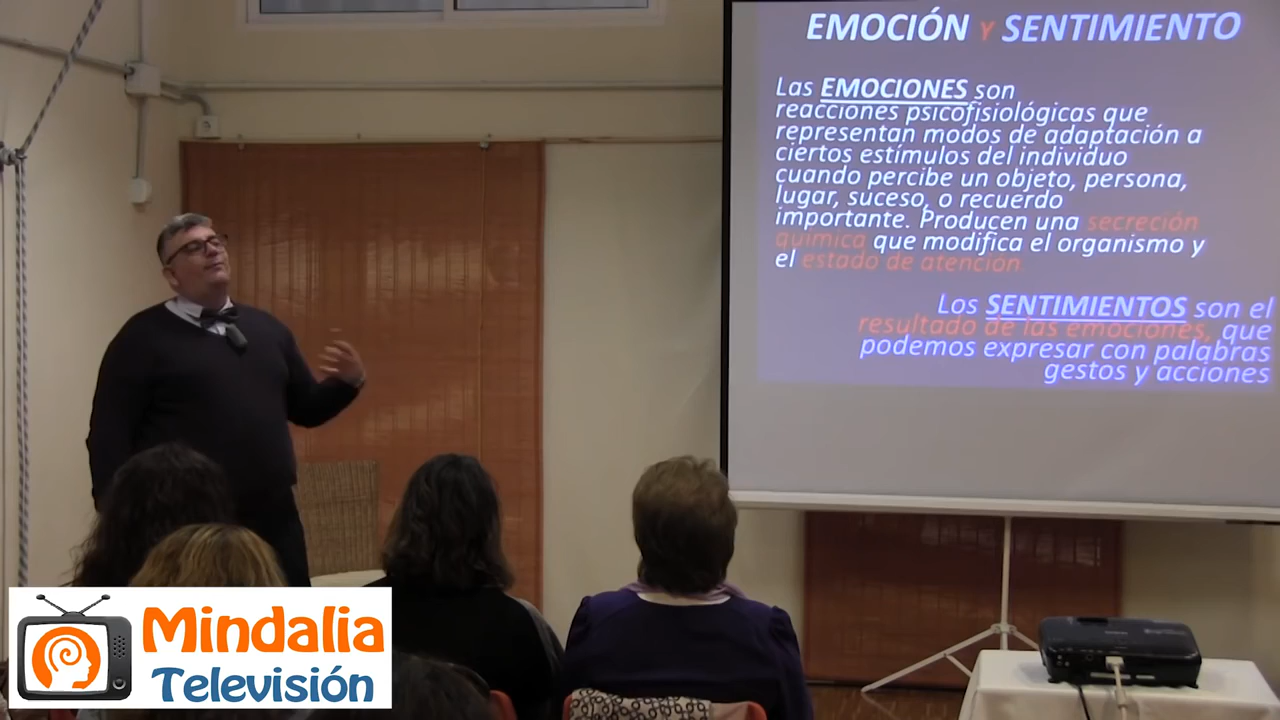 EMOCIÓN Y SENTIMIENTO
Las EMOCIONES son
reacciones psicofisiológicas que
representan modos de adaptación a
ciertos estímulos del individuo
cuando percibe un objeto, persona,
lugar, suceso, o recuerdo
importante. Producen una secreción
química que modifica el organismo y
el estado de atención
Los SENTIMIENTOS son el
resultado de las emociones, que
podemos expresar con palabras
gestos y acciones
Mindalia
Televisión